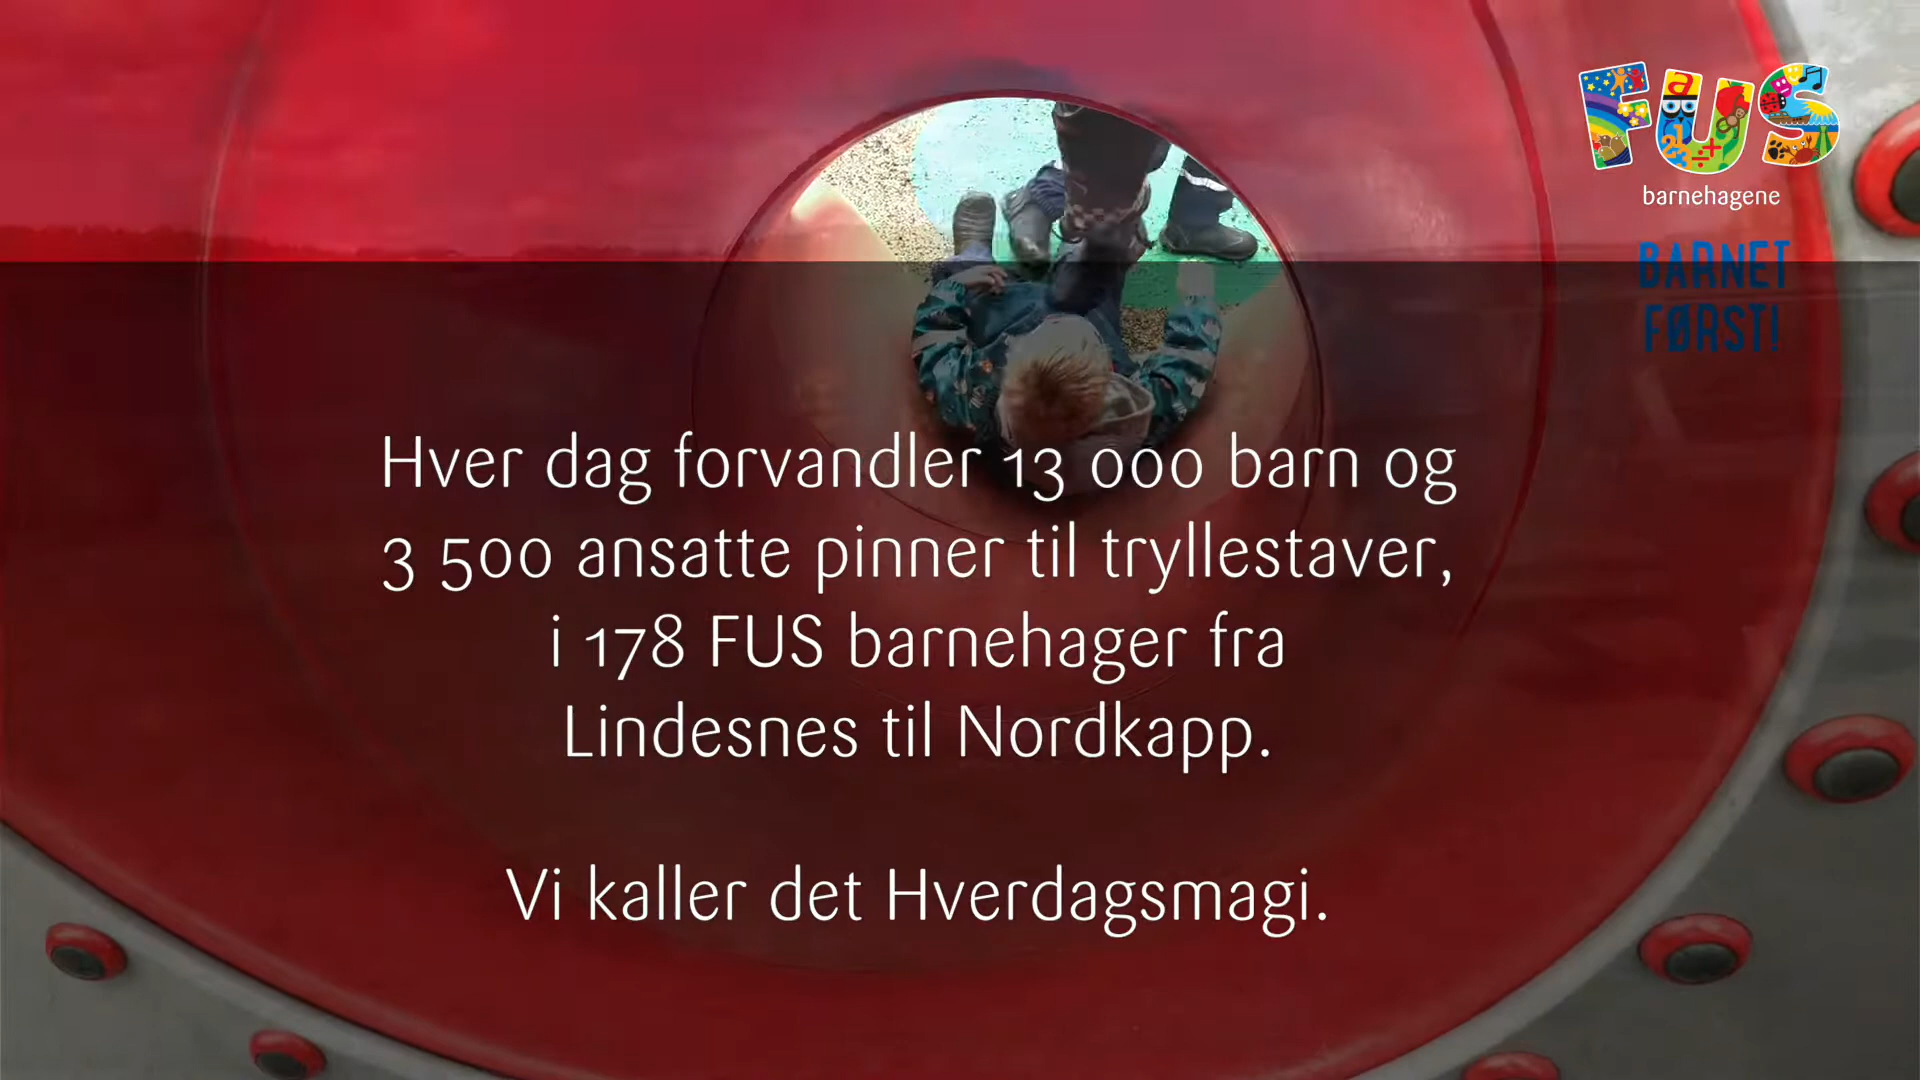 FUS
barnehagene
BARNET
FØRST!
Hver dag forvandler 13 000 barn og
3 500 ansatte pinner til tryllestaver,
i 178 FUS barnehager fra
Lindesnes til Nordkapp.
Vi kaller det Hverdagsmagi.